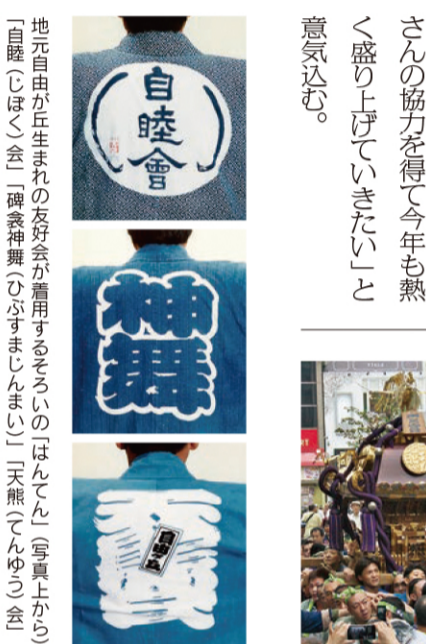 さんの協力を得て今年も熱
く盛り上げていきたい」と
意気込む。
自睦會
神舞
自由ヶ丘
地元自由が丘生まれの友好会が着用するそろいの「はんてん」（写真上から）
「自睦（じぼく）会」「碑衾神舞（ひぶすまじんまい）」「天熊（てんゆう）会」